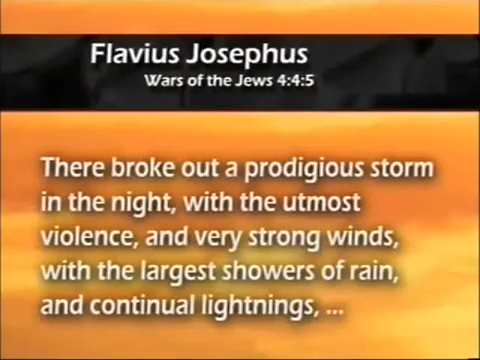 Flavius Josephus
Wars of the Jews 4:4:5
There broke out a prodigious storm
in the night, with the utmost
violence, and very strong winds,
with the largest showers of rain,
and continual lightnings, ...